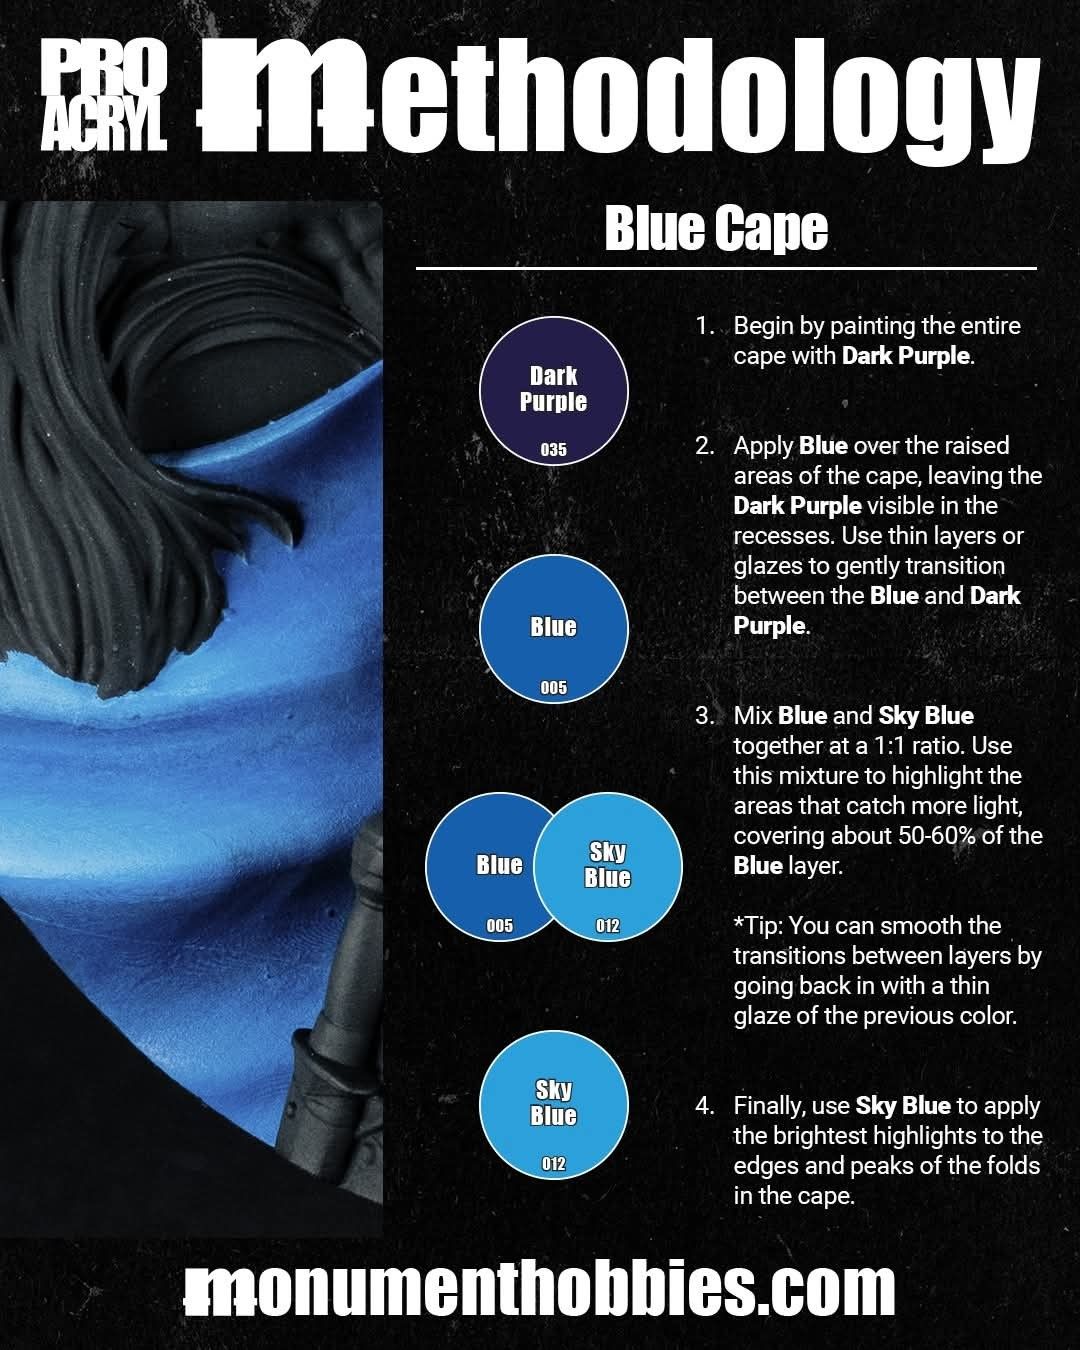 PRO
ACRYL
Methodology
Blue Cape
Dark
Purple
035
1. Begin by painting the entire
cape with Dark Purple.
Blue
005
2. Apply Blue over the raised
areas of the cape, leaving the
Dark Purple visible in the
recesses. Use thin layers or
glazes to gently transition
between the Blue and Dark
Purple.
Blue
005
Sky
Blue
012
3. Mix Blue and Sky Blue
together at a 1:1 ratio. Use
this mixture to highlight the
areas that catch more light,
covering about 50-60% of the
Blue layer.
*Tip: You can smooth the
transitions between layers by
going back in with a thin
glaze of the previous color.
Sky
Blue
012
4. Finally, use Sky Blue to apply
the brightest highlights to the
edges and peaks of the folds
in the cape.
monumenthobbies.com